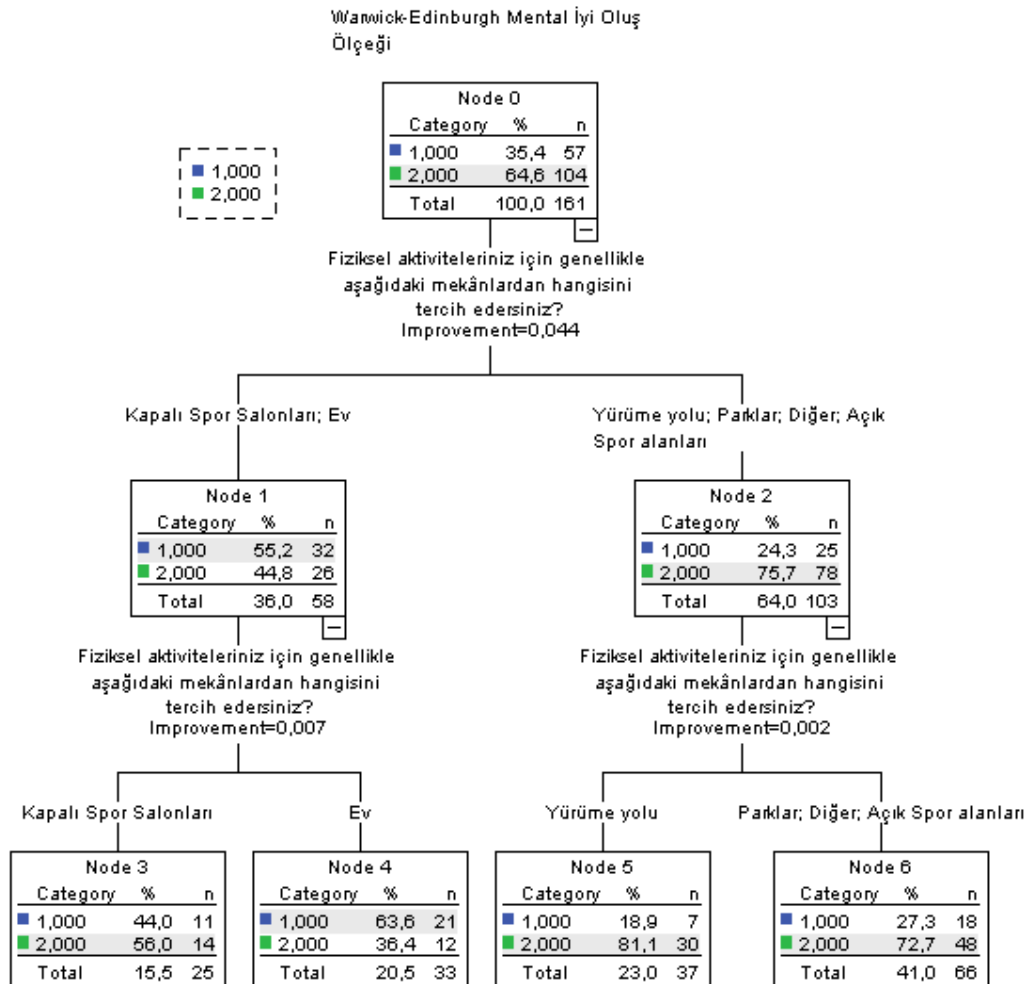 Warwick-Edinburgh Mental İyi Oluş
Ölçeği
Node 0
Category % n
1,000 35,4 57
2,000 64,6 104
Total 100,0 161
1,000
2,000
Fiziksel aktiviteleriniz için genellikle
aşağıdaki mekânlardan hangisini
tercih edersiniz?
Improvement=0,044
Kapalı Spor Salonları; Ev
Yürüme yolu; Parklar; Diğer; Açık
Spor alanları
Node 1
Category % n
1,000 55,2 32
2,000 44,8 26
Total 36,0 58
Node 2
Category % n
1,000 24,3 25
2,000 75,7 78
Total 64,0 103
Fiziksel aktiviteleriniz için genellikle
aşağıdaki mekânlardan hangisini
tercih edersiniz?
Improvement=0,007
Fiziksel aktiviteleriniz için genellikle
aşağıdaki mekânlardan hangisini
tercih edersiniz?
Improvement=0,002
Kapalı Spor Salonları
Ev
Yürüme yolu
Parklar; Diğer; Açık Spor alanları
Node 3
Category % n
1,000 44,0 11
2,000 56,0 14
Total 15,5 25
Node 4
Category % n
1,000 63,6 21
2,000 36,4 12
Total 20,5 33
Node 5
Category % n
1,000 18,9 7
2,000 81,1 30
Total 23,0 37
Node 6
Category % n
1,000 27,3 18
2,000 72,7 48
Total 41,0 66